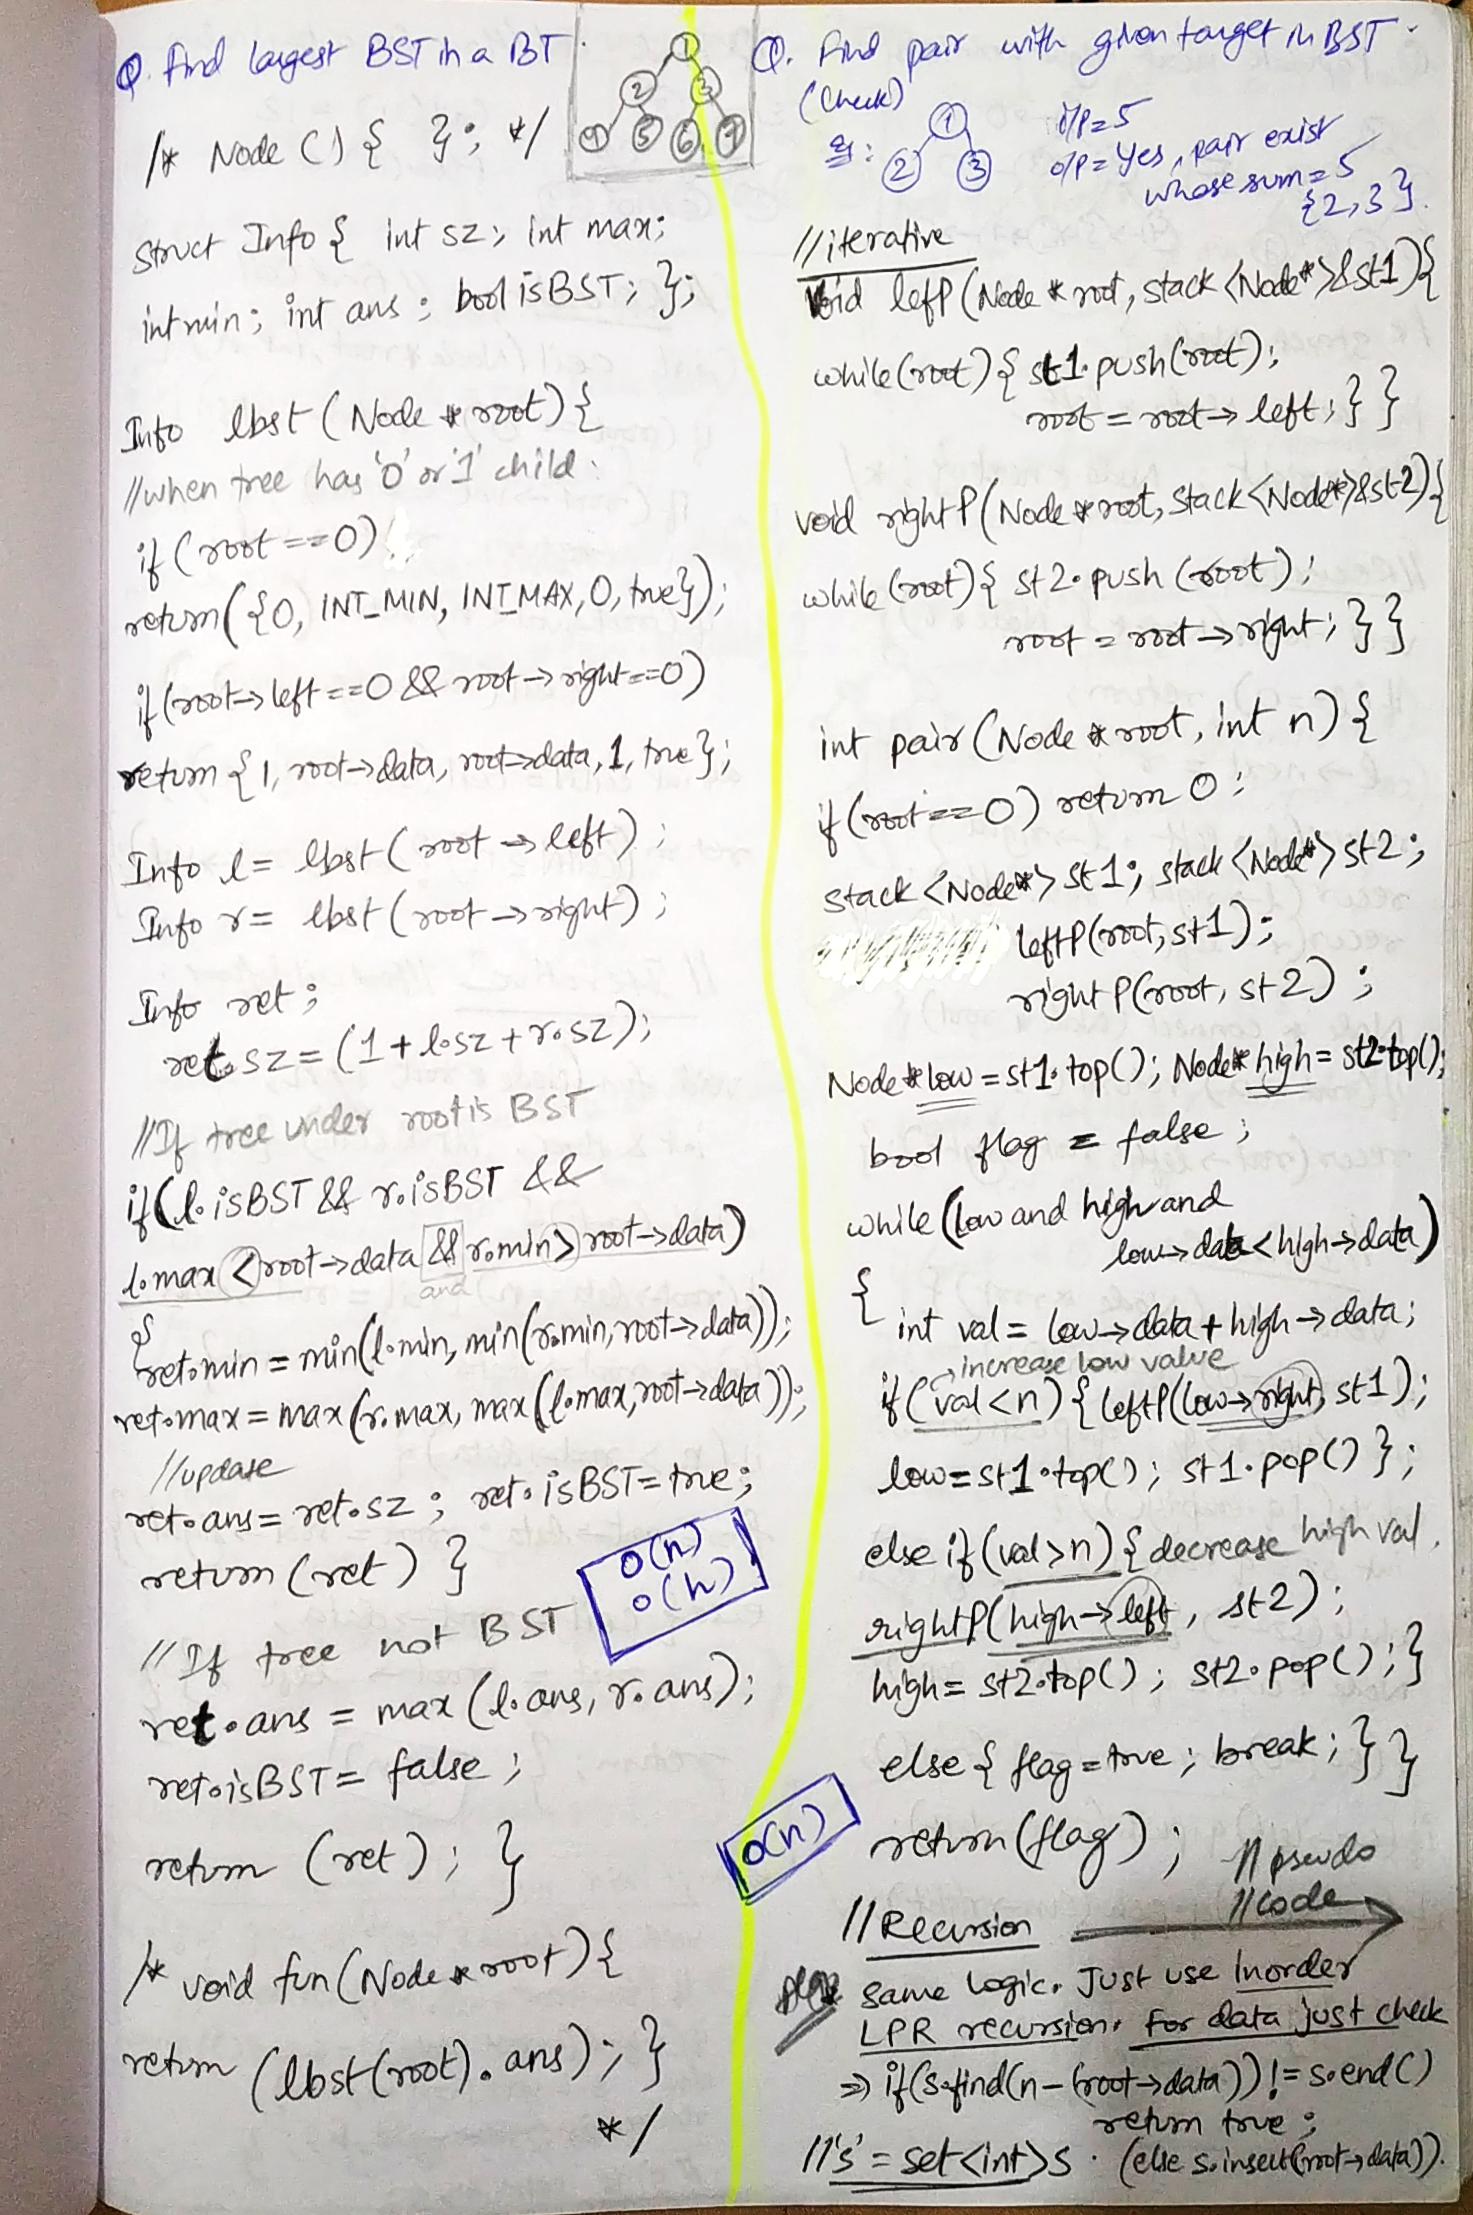 Q. Find largest BST in a BT.
1
2 3
4 5 6 7
/* Node () { }; */
Struct Info { int sz; int max;
int min; int ans; bool isBST; };
Info lbst (Node * root) {
//when tree has '0' or '1' child.
if (root == 0)
return({0, INT_MIN, INT_MAX, 0, true});
if (root→left == 0 && root→right == 0)
return {1, root→data, root→data, 1, true};
Info l = lbst(root → left);
Info r = lbst(root → right);
Info ret;
ret.sz = (1 + l.sz + r.sz);
//If tree under root is BST
if(l.isBST && r.isBST &&
l.max < root→data && r.min > root→data)
and
{
ret.min = min(l.min, min(r.min, root→data));
ret.max = max(r.max, max(l.max, root→data));
//update
ret.ans = ret.sz; ret.isBST = true;
return (ret) }
O(n)
O(h)
//If tree not BST
ret.ans = max (l.ans, r.ans);
ret.isBST = false;
return (ret); }
/* void fun(Node * root) {
return (lbst(root).ans); }
*/
Q. Find pair with given target in BST.
(Check)
eg: 1
2 3
i/p = 5
o/p = Yes, pair exist
whose sum = 5
{2,3}.
//iterative
Void leftP (Node * root, stack <Node*>&st1) {
while(root) { st1.push(root);
root = root → left; } }
void rightP (Node * root, Stack <Node*>&st2) {
while (root) { st2.push (root);
root = root → right; } }
int pair (Node * root, int n) {
if (root == 0) return 0;
stack <Node*> st1; stack <Node*> st2;
leftP(root, st1);
rightP(root, st2);
Node * low = st1.top(); Node* high = st2.top();
bool flag = false;
while (low and high and
low→data < high→data)
{ int val = low→data + high→data;
→ increase low value
if (val < n) { leftP(low→right, st1);
low = st1.top(); st1.pop() };
else if (val > n) { decrease high val.
rightP(high→left, st2);
high = st2.top(); st2.pop(); }
else { flag = true; break; } }
O(n)
return (flag);
// pseudo
// code
// Recursion
Same Logic. Just use Inorder
LPR recursion. For data just check
⇒ if(s.find(n - (root→data)) != s.end()
return true;
// 's' = set<int>s. (else s.insert(root→data)).